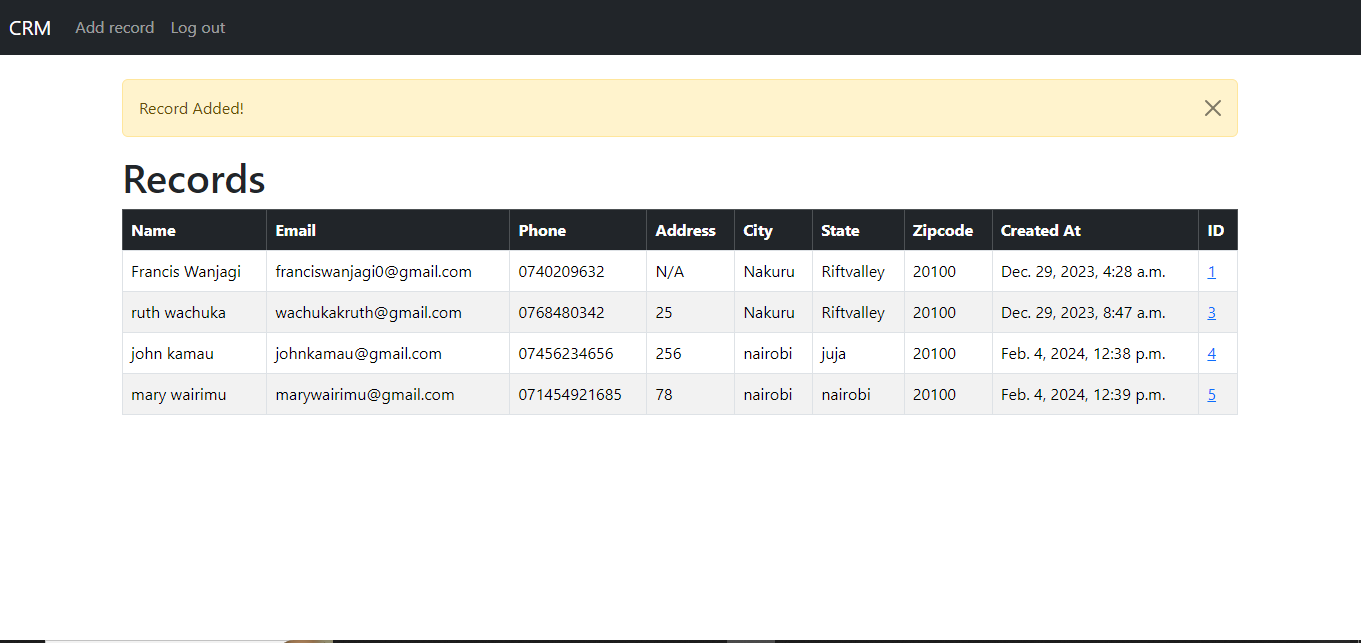 CRM Add record Log out
Record Added!
Records
Name Email Phone Address City State Zipcode Created At ID
Francis Wanjagi franciswanjagi0@gmail.com 0740209632 N/A Nakuru Riftvalley 20100 Dec. 29, 2023, 4:28 a.m. 1
ruth wachuka wachukakruth@gmail.com 0768480342 25 Nakuru Riftvalley 20100 Dec. 29, 2023, 8:47 a.m. 3
john kamau johnkamau@gmail.com 07456234656 256 nairobi juja 20100 Feb. 4, 2024, 12:38 p.m. 4
mary wairimu marywairimu@gmail.com 071454921685 78 nairobi nairobi 20100 Feb. 4, 2024, 12:39 p.m. 5